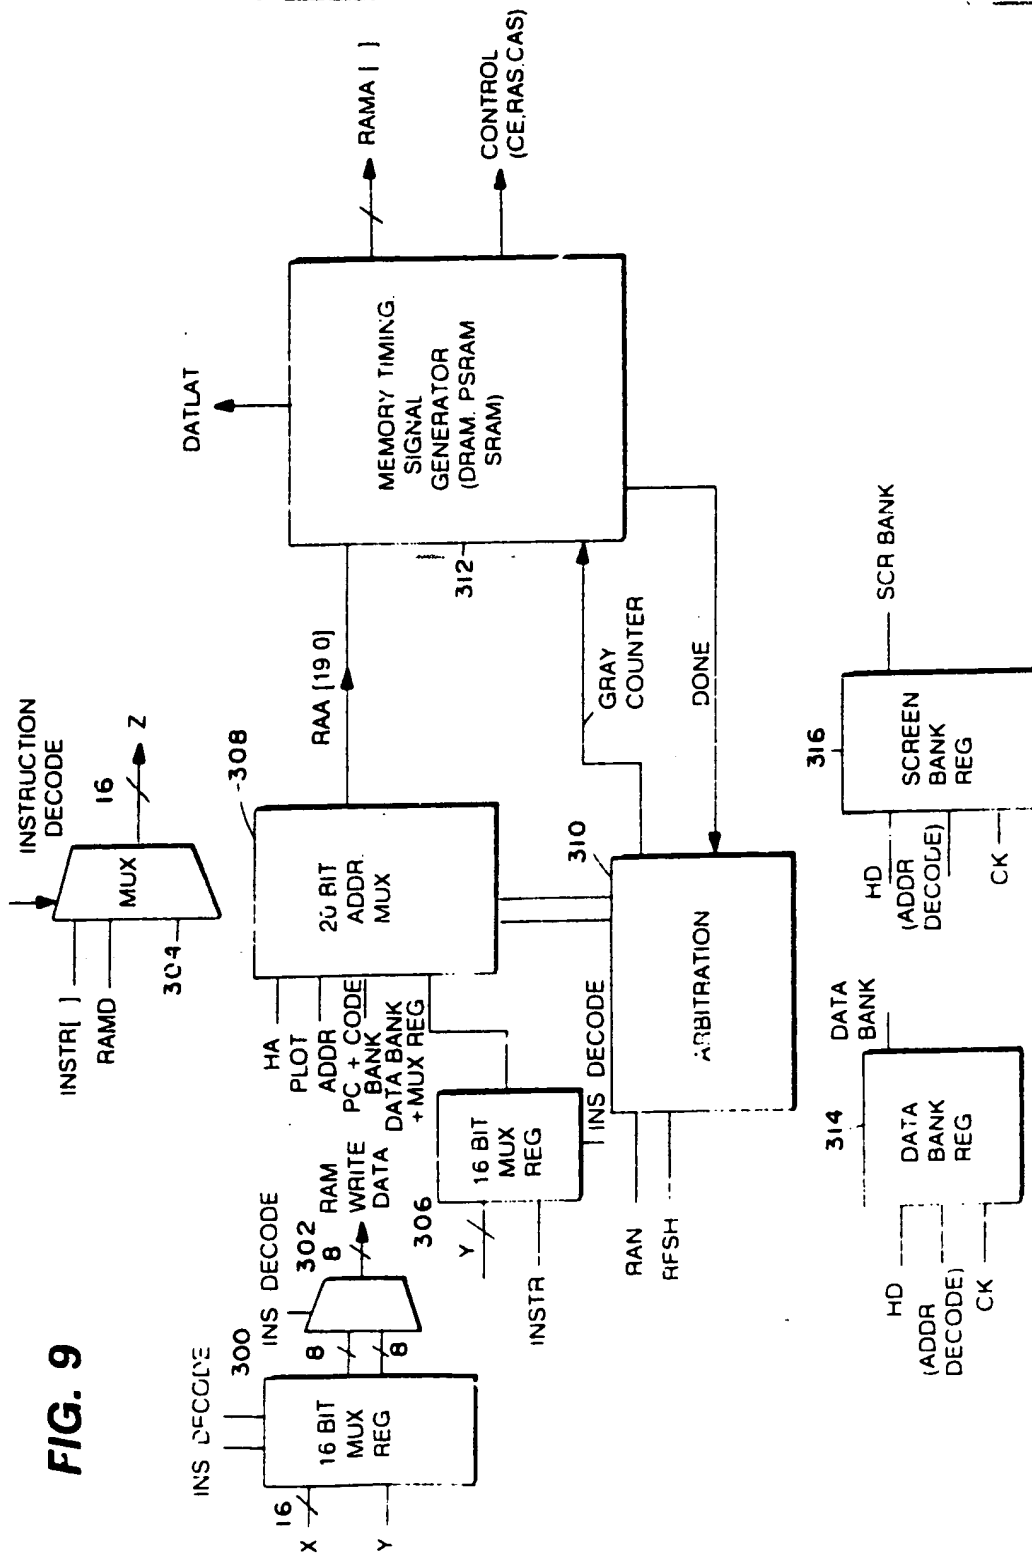 FIG. 9
INS DECODE
300
X
16
Y
16 BIT
MUX
REG
8
8
INS DECODE
302
8
RAM
WRITE
DATA
INSTRUCTION
DECODE
INSTR[ ]
RAMD
304
MUX
16
Z
HA
PLOT
ADDR
PC + CODE
BANK
DATA BANK
+MUX REG
20 BIT
ADDR.
MUX
308
306
Y
INSTR
16 BIT
MUX
REG
INS DECODE
RAN
RFSH
ARBITRATION
310
RAA [19 0]
GRAY
COUNTER
DONE
312
MEMORY TIMING.
SIGNAL
GENERATOR
(DRAM. PSRAM
SRAM)
DATLAT
RAMA [ ]
CONTROL
(CE,RAS.CAS)
HD
(ADDR
DECODE)
CK
314
DATA
BANK
REG
DATA
BANK
HD
(ADDR
DECODE)
CK
316
SCREEN
BANK
REG
SCR BANK